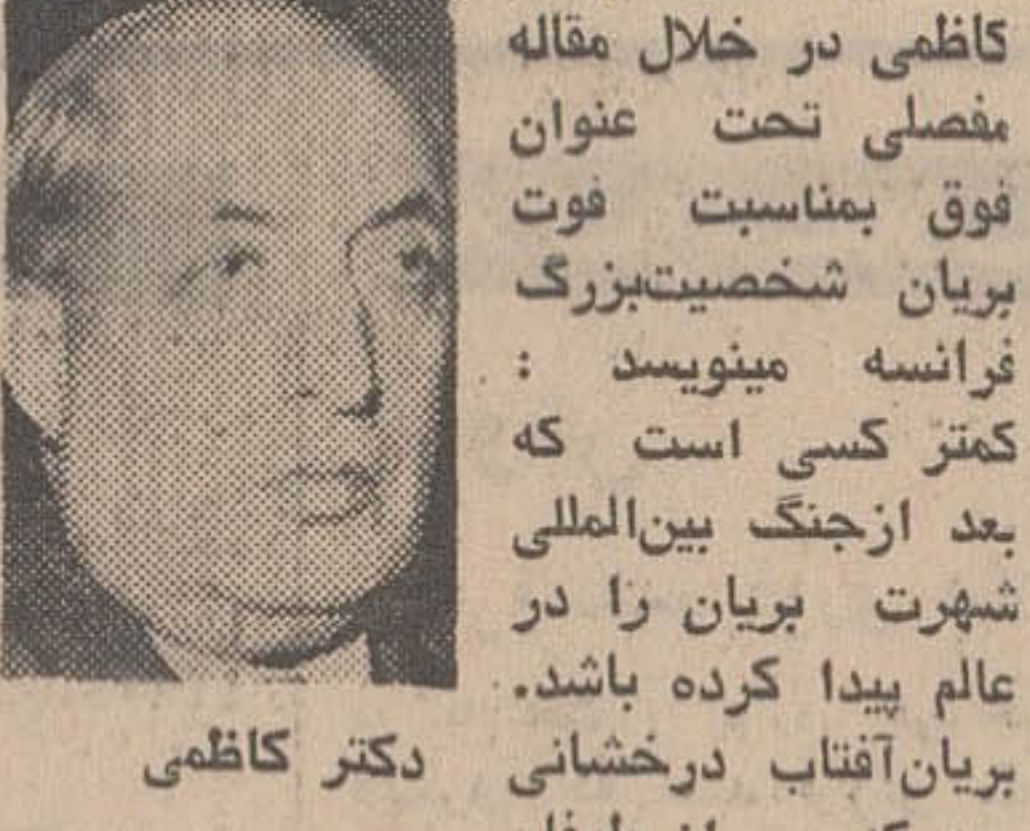 کاظمی در خلال مقاله
مفصلی تحت عنوان
فوق بمناسبت فوت
بریان شخصیت‌بزرگ
فرانسه مینویسد :
کمتر کسی است که
بعد ازجنگ بین‌المللی
شهرت بریان را در
عالم پیدا کرده باشد.
بریان‌آفتاب درخشانی
دکتر کاظمی